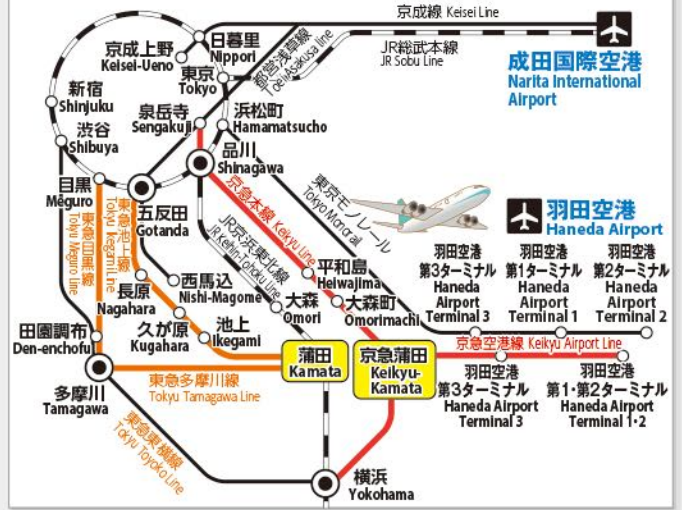 京成線 Keisei Line
京成上野
Keisei-Ueno
日暮里
Nippori
都営浅草線
Toei Asakusa line
JR総武本線
JR Sobu Line
成田国際空港
Narita International
Airport
東京
Tokyo
新宿
Shinjuku
泉岳寺
Sengakuji
浜松町
Hamamatsucho
渋谷
Shibuya
品川
Shinagawa
目黒
Meguro
東急目黒線
Tokyu Meguro Line
東急池上線
Tokyu Ikegami Line
五反田
Gotanda
京急本線 Keikyu Line
東京モノレール
Tokyo Monorail
羽田空港
Haneda Airport
JR京浜東北線
JR Keihin-Tohoku Line
平和島
Heiwajima
羽田空港
第3ターミナル
Haneda
Airport
Terminal 3
羽田空港
第1ターミナル
Haneda
Airport
Terminal 1
羽田空港
第2ターミナル
Haneda
Airport
Terminal 2
長原
Nagahara
西馬込
Nishi-Magome
大森
Omori
大森町
Omorimachi
久が原
Kugahara
池上
Ikegami
田園調布
Den-enchofu
蒲田
Kamata
京急蒲田
Keikyu-
Kamata
京急空港線 Keikyu Airport Line
多摩川
Tamagawa
東急多摩川線
Tokyu Tamagawa Line
羽田空港
第3ターミナル
Haneda Airport
Terminal 3
羽田空港
第1・第2ターミナル
Haneda Airport
Terminal 1・2
東急東横線
Tokyu Toyoko Line
横浜
Yokohama